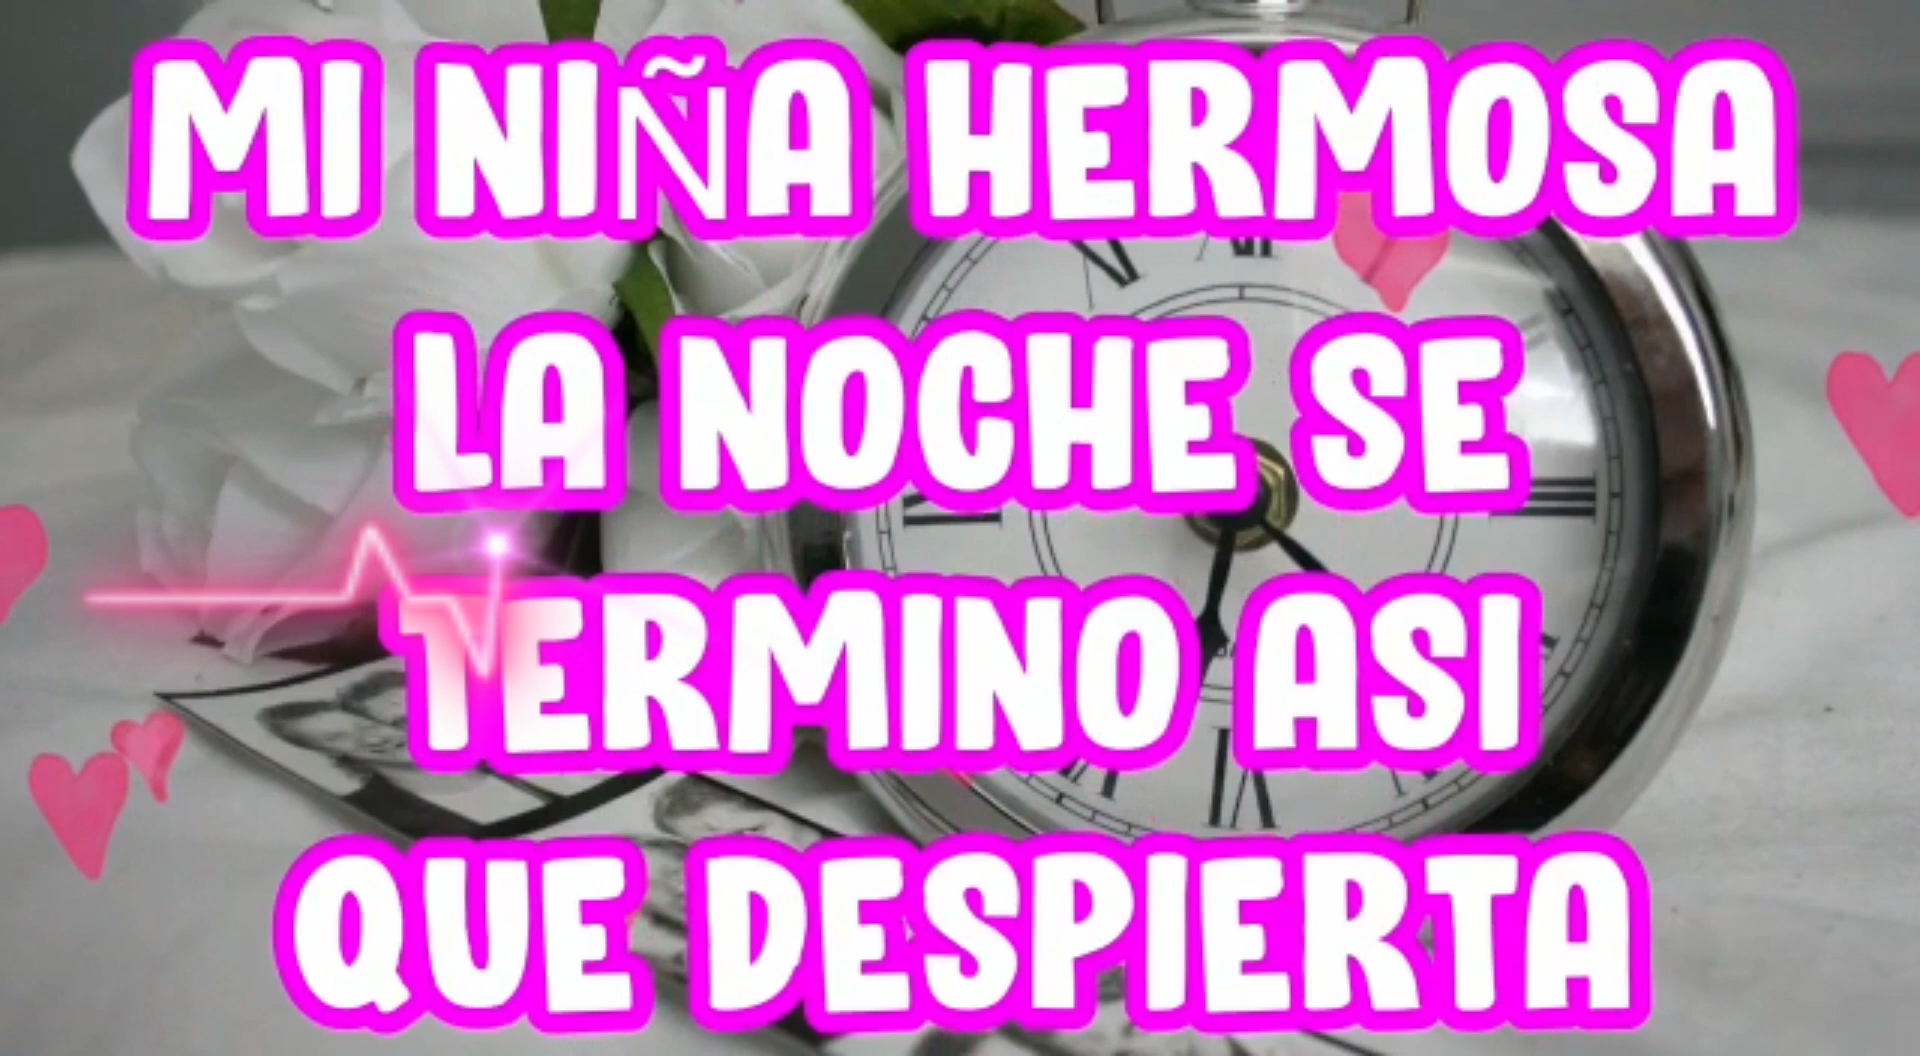 MI NIÑA HERMOSA
LA NOCHE SE
TERMINO ASI
QUE DESPIERTA